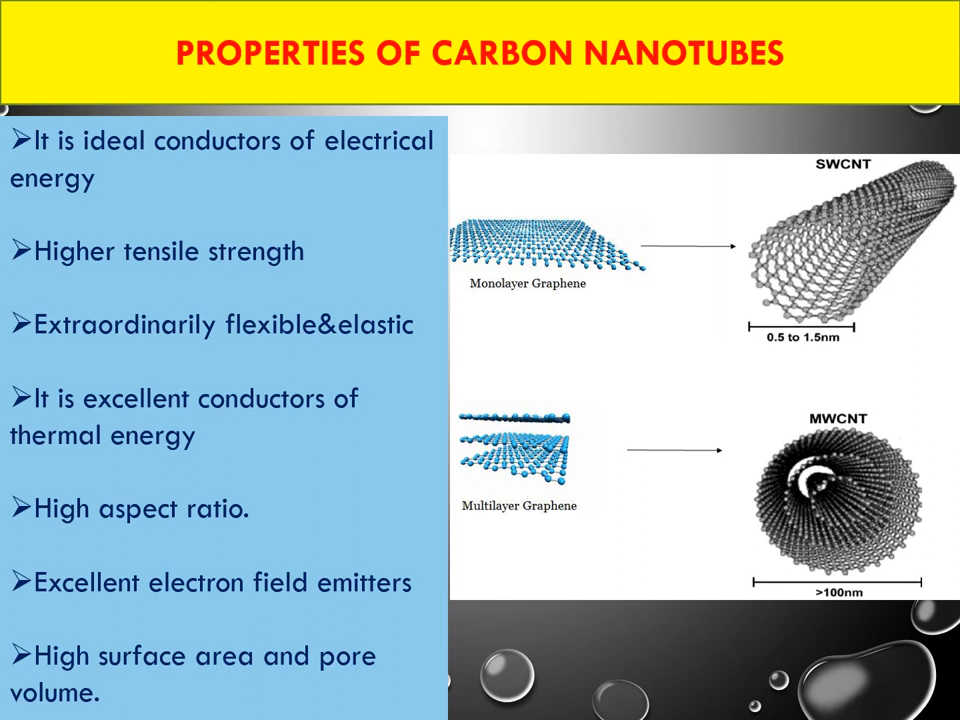 PROPERTIES OF CARBON NANOTUBES
➢It is ideal conductors of electrical
energy
➢Higher tensile strength
➢Extraordinarily flexible&elastic
➢It is excellent conductors of
thermal energy
➢High aspect ratio.
➢Excellent electron field emitters
➢High surface area and pore
volume.
SWCNT
Monolayer Graphene
0.5 to 1.5nm
MWCNT
Multilayer Graphene
>100nm